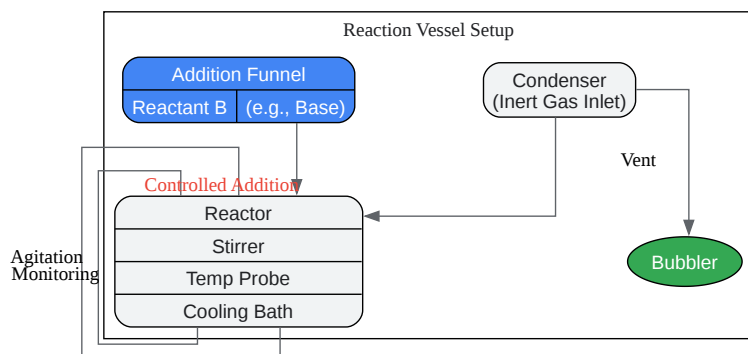 Reaction Vessel Setup
Addition Funnel
Reactant B
(e.g., Base)
Condenser
(Inert Gas Inlet)
Vent
Controlled Addition
Reactor
Stirrer
Temp Probe
Cooling Bath
Agitation
Monitoring
Bubbler